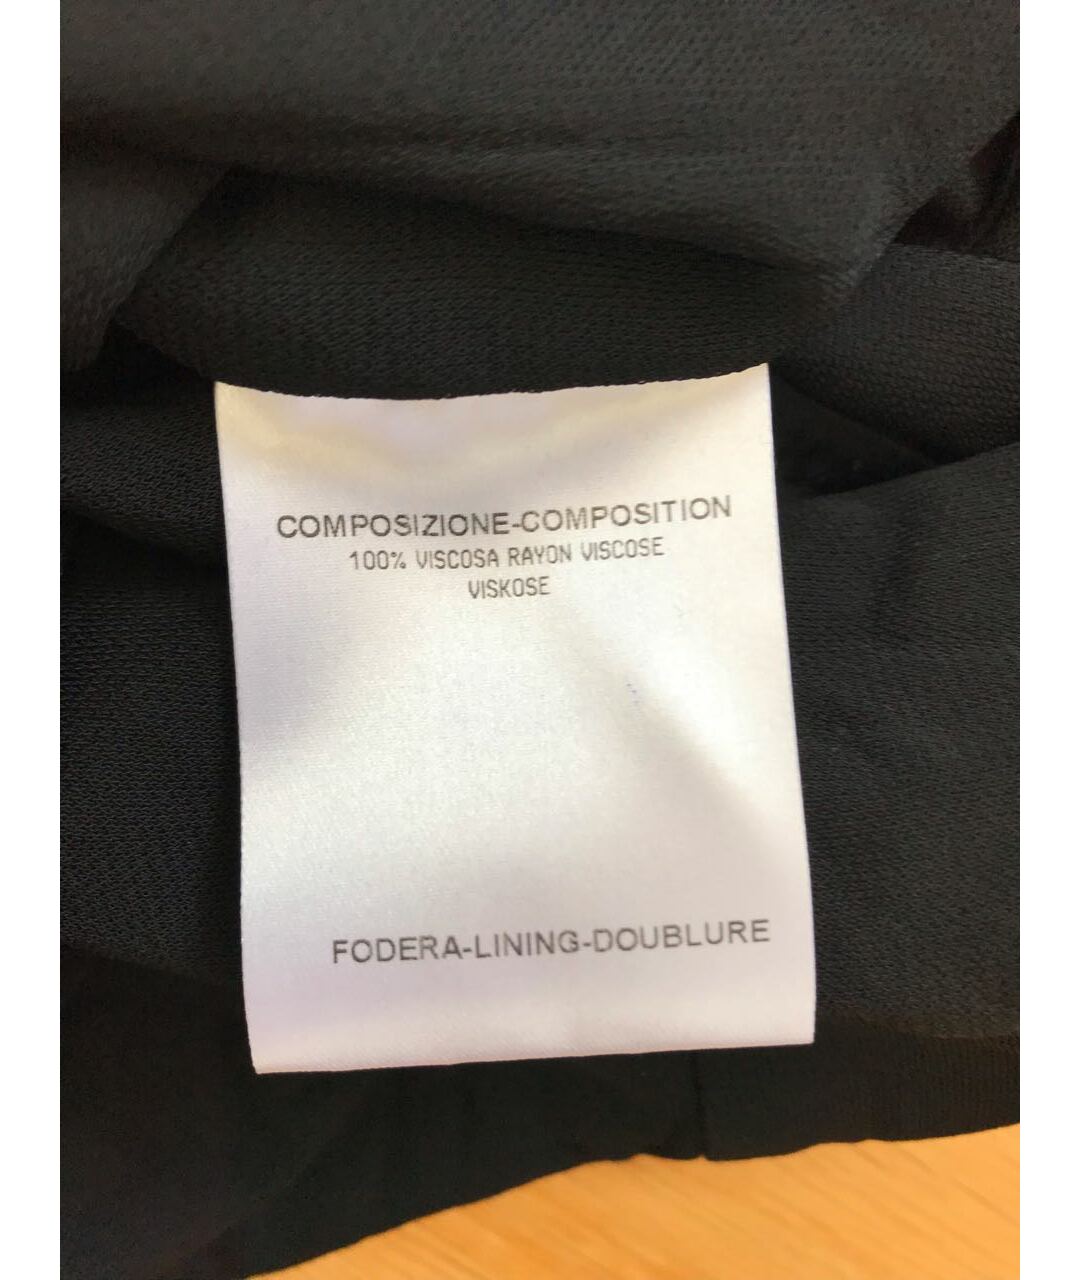 COMPOSIZIONE-COMPOSITION
100% VISCOSA RAYON VISCOSE
VISKOSE
FODERA-LINING-DOUBLURE